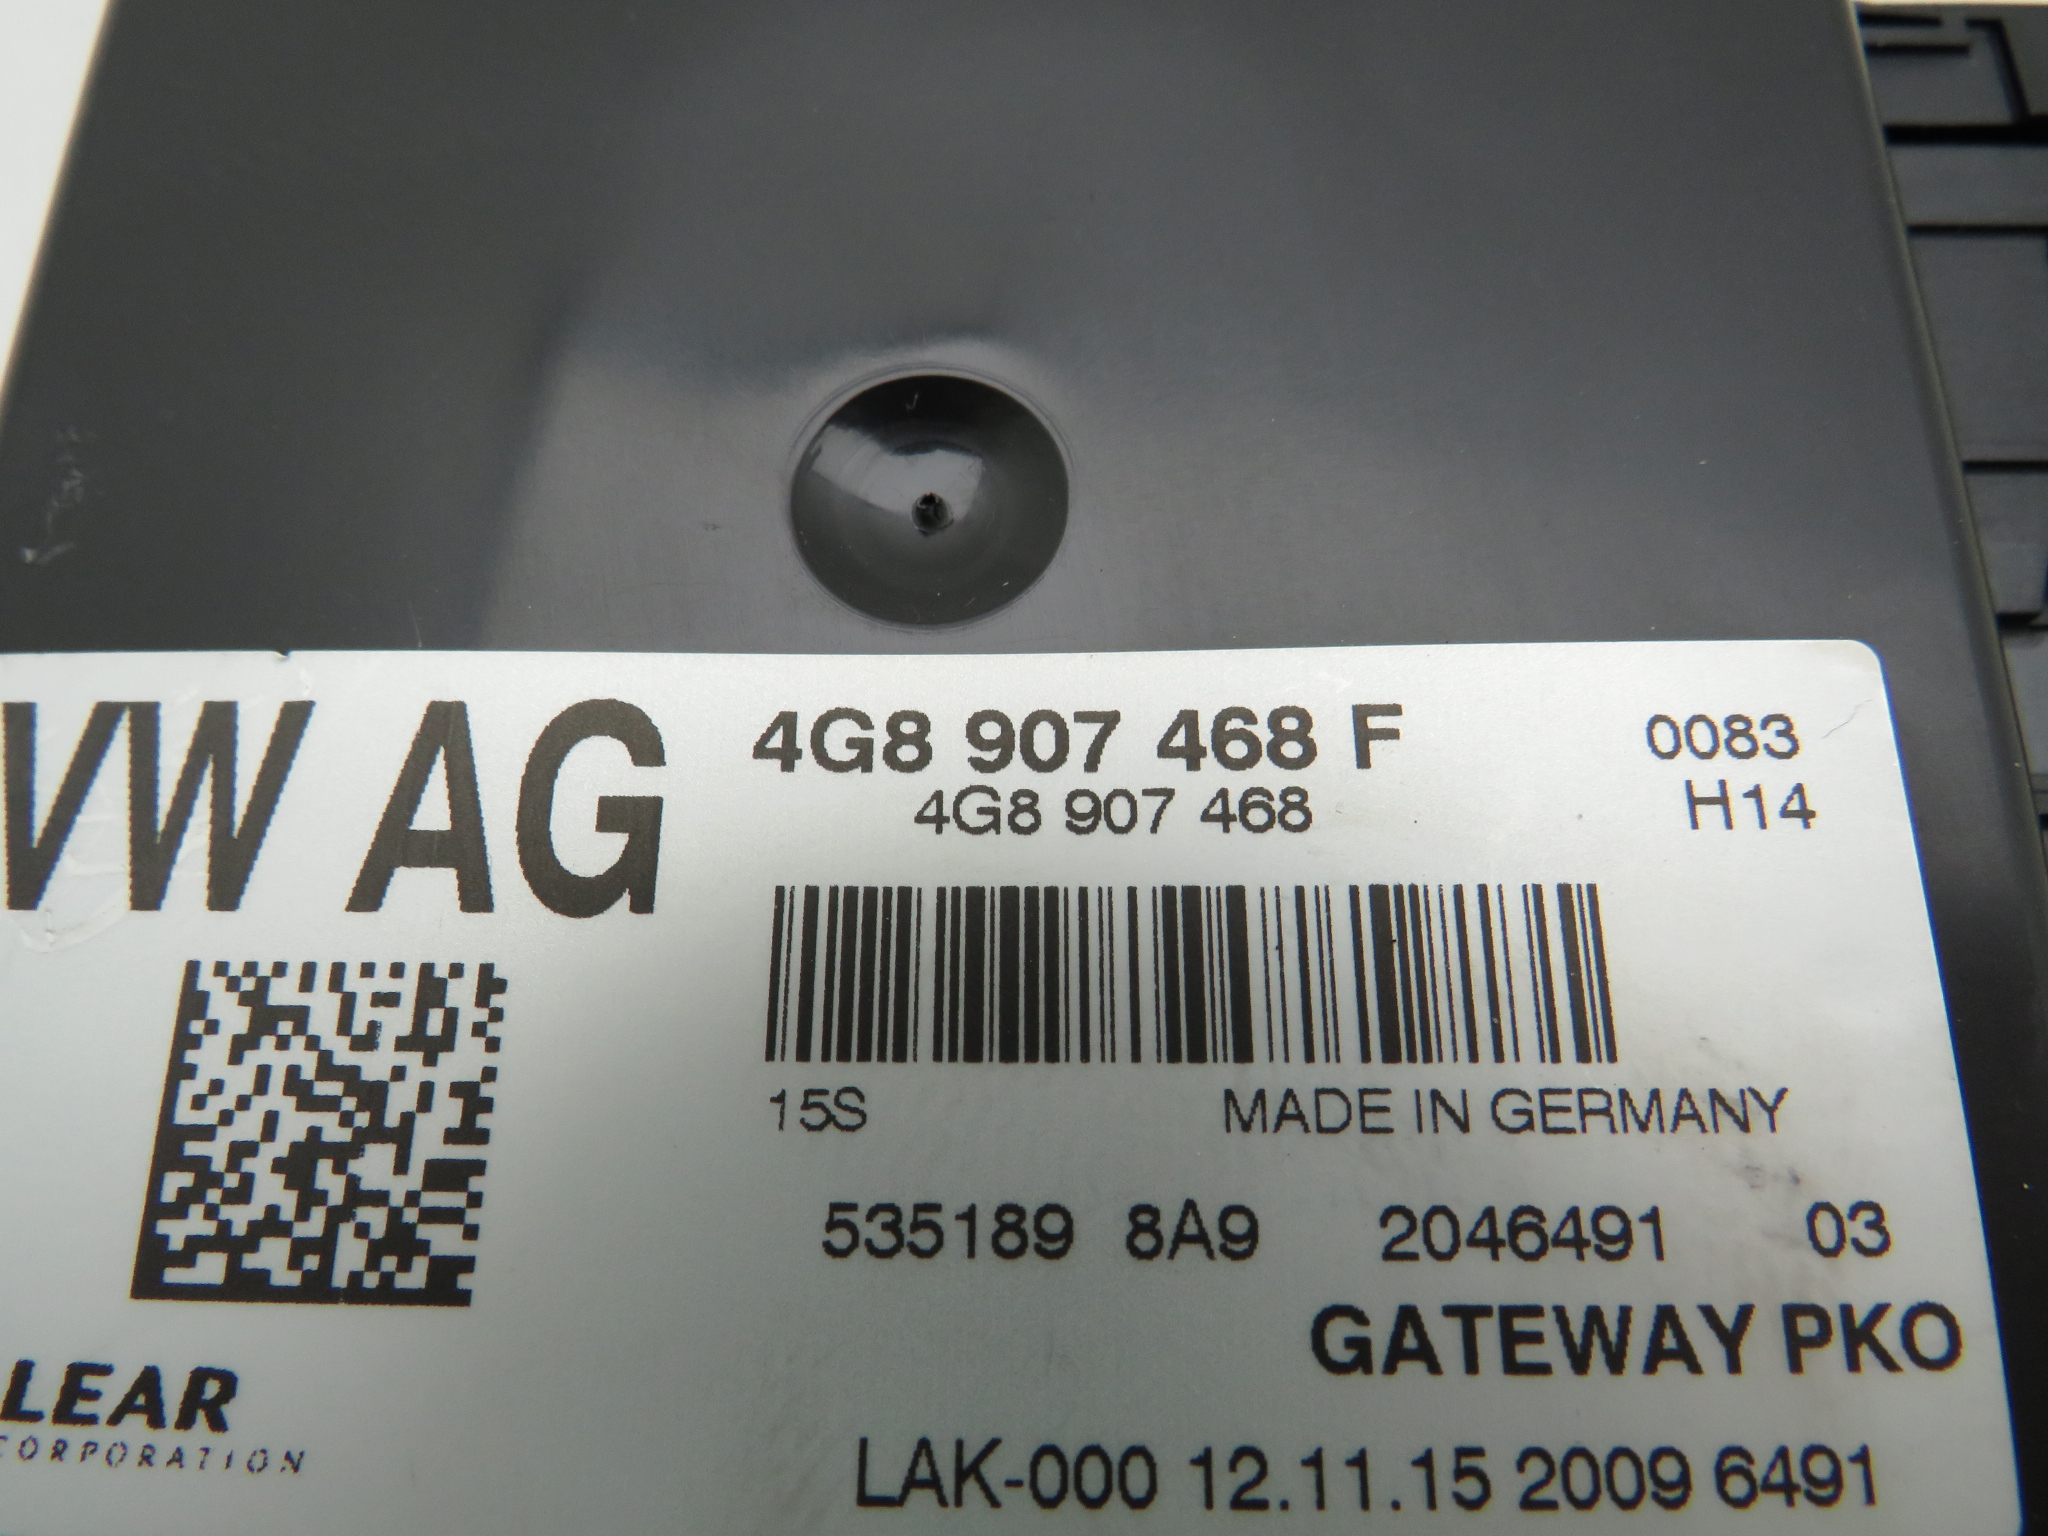 VW AG 4G8 907 468 F 0083
4G8 907 468 H14
15S MADE IN GERMANY
535189 8A9 2046491 03
GATEWAY PKO
LEAR
CORPORATION
LAK-000 12.11.15 2009 6491